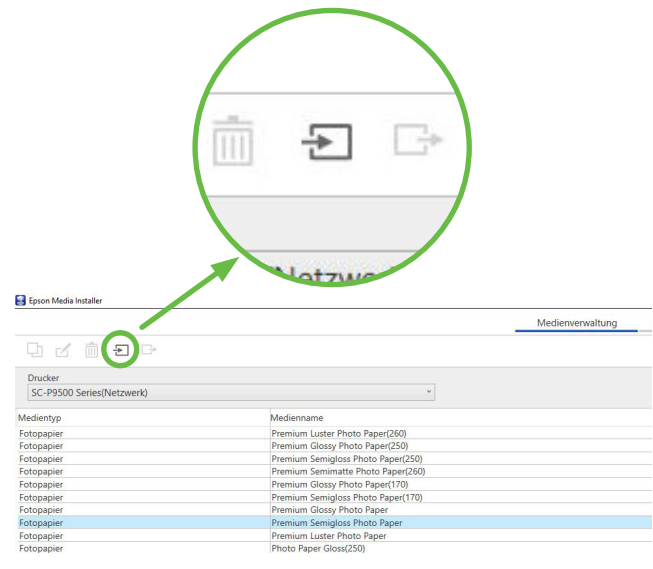 Netzwe
Epson Media Installer
Medienverwaltung
Drucker
SC-P9500 Series(Netzwerk)
Medientyp Medienname
Fotopapier Premium Luster Photo Paper(260)
Fotopapier Premium Glossy Photo Paper(250)
Fotopapier Premium Semigloss Photo Paper(250)
Fotopapier Premium Semimatte Photo Paper(260)
Fotopapier Premium Glossy Photo Paper(170)
Fotopapier Premium Semigloss Photo Paper(170)
Fotopapier Premium Glossy Photo Paper
Fotopapier Premium Semigloss Photo Paper
Fotopapier Premium Luster Photo Paper
Fotopapier Photo Paper Gloss(250)